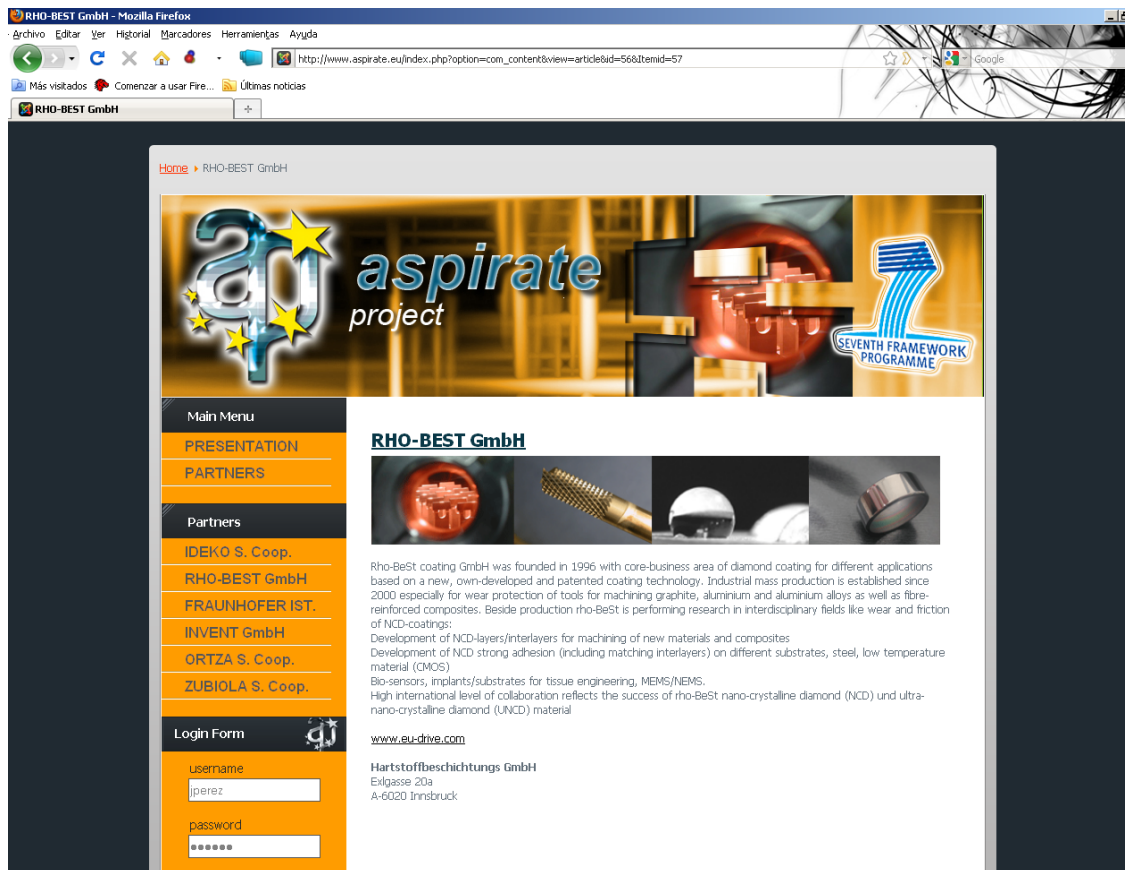 RHO-BEST GmbH - Mozilla Firefox
Archivo Editar Ver Historial Marcadores Herramientas Ayuda
http://www.aspirate.eu/index.php?option=com_content&view=article&id=56&Itemid=57
Google
Más visitados Comenzar a usar Fire... Últimas noticias
RHO-BEST GmbH
Home RHO-BEST GmbH
aspirate
project
SEVENTH FRAMEWORK
PROGRAMME
Main Menu
PRESENTATION
PARTNERS
Partners
IDEKO S. Coop.
RHO-BEST GmbH
FRAUNHOFER IST.
INVENT GmbH
ORTZA S. Coop.
ZUBIOLA S. Coop.
Login Form
username
jperez
password
RHO-BEST GmbH
Rho-BeSt coating GmbH was founded in 1996 with core-business area of diamond coating for different applications
based on a new, own-developed and patented coating technology. Industrial mass production is established since
2000 especially for wear protection of tools for machining graphite, aluminium and aluminium alloys as well as fibre-
reinforced composites. Beside production rho-BeSt is performing research in interdisciplinary fields like wear and friction
of NCD-coatings:
Development of NCD-layers/interlayers for machining of new materials and composites
Development of NCD strong adhesion (including matching interlayers) on different substrates, steel, low temperature
material (CMOS)
Bio-sensors, implants/substrates for tissue engineering, MEMS/NEMS.
High international level of collaboration reflects the success of rho-BeSt nano-crystalline diamond (NCD) und ultra-
nano-crystalline diamond (UNCD) material
www.eu-drive.com
Hartstoffbeschichtungs GmbH
Exlgasse 20a
A-6020 Innsbruck